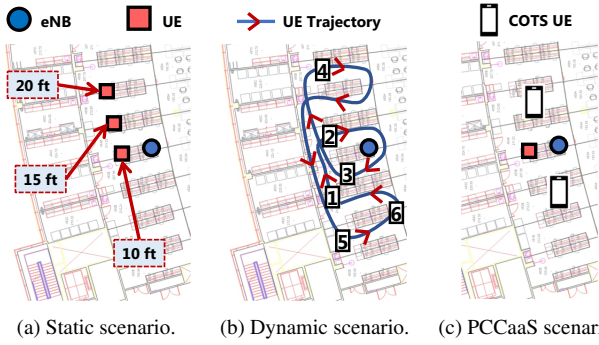 eNB
UE
UE Trajectory
COTS UE
20 ft
15 ft
10 ft
4
2
3
1
6
5
(a) Static scenario.
(b) Dynamic scenario.
(c) PCCaaS scenari